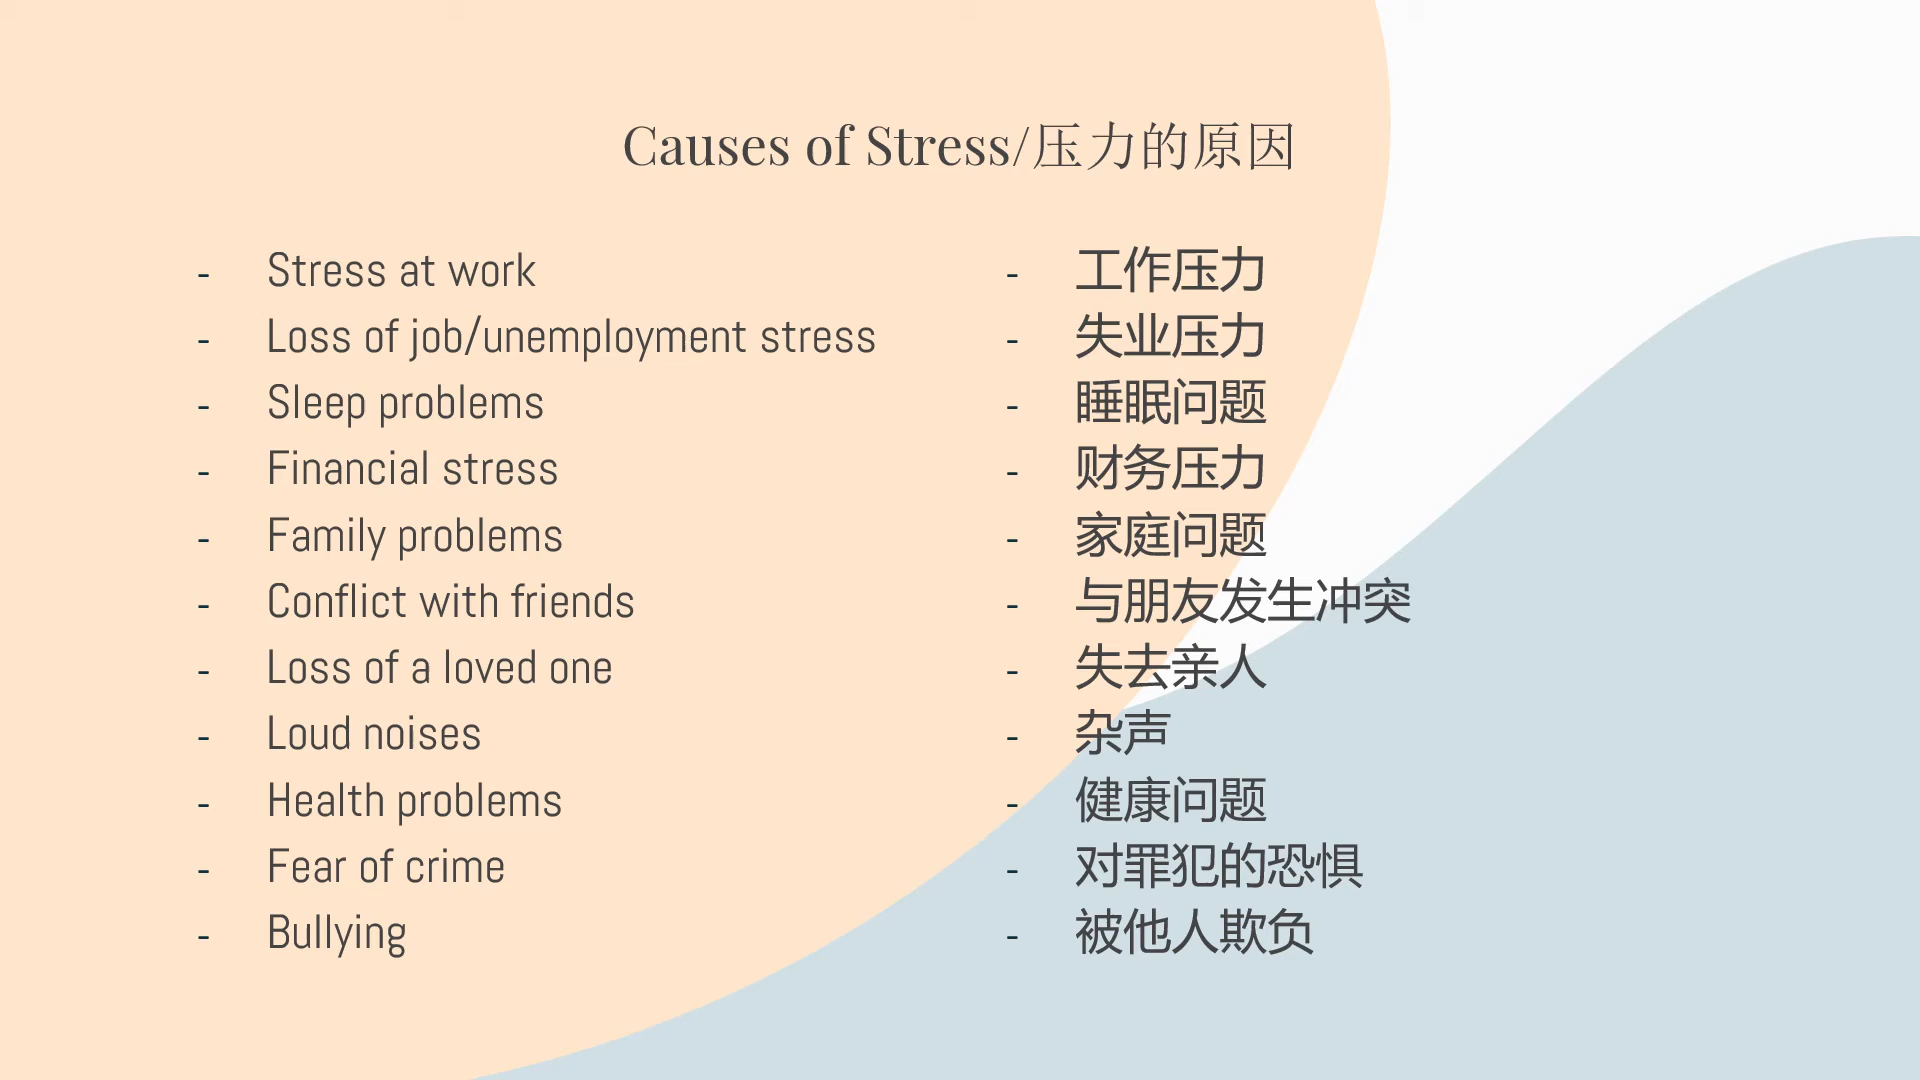 Causes of Stress/压力的原因
- Stress at work
- Loss of job/unemployment stress
- Sleep problems
- Financial stress
- Family problems
- Conflict with friends
- Loss of a loved one
- Loud noises
- Health problems
- Fear of crime
- Bullying
- 工作压力
- 失业压力
- 睡眠问题
- 财务压力
- 家庭问题
- 与朋友发生冲突
- 失去亲人
- 杂声
- 健康问题
- 对罪犯的恐惧
- 被他人欺负